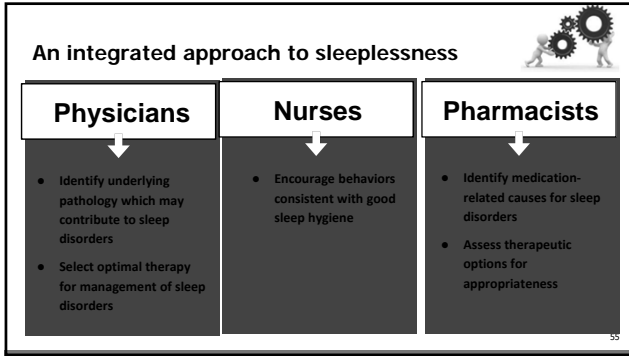 An integrated approach to sleeplessness
Physicians
● Identify underlying
pathology which may
contribute to sleep
disorders
● Select optimal therapy
for management of sleep
disorders
Nurses
● Encourage behaviors
consistent with good
sleep hygiene
Pharmacists
● Identify medication-
related causes for sleep
disorders
● Assess therapeutic
options for
appropriateness
55